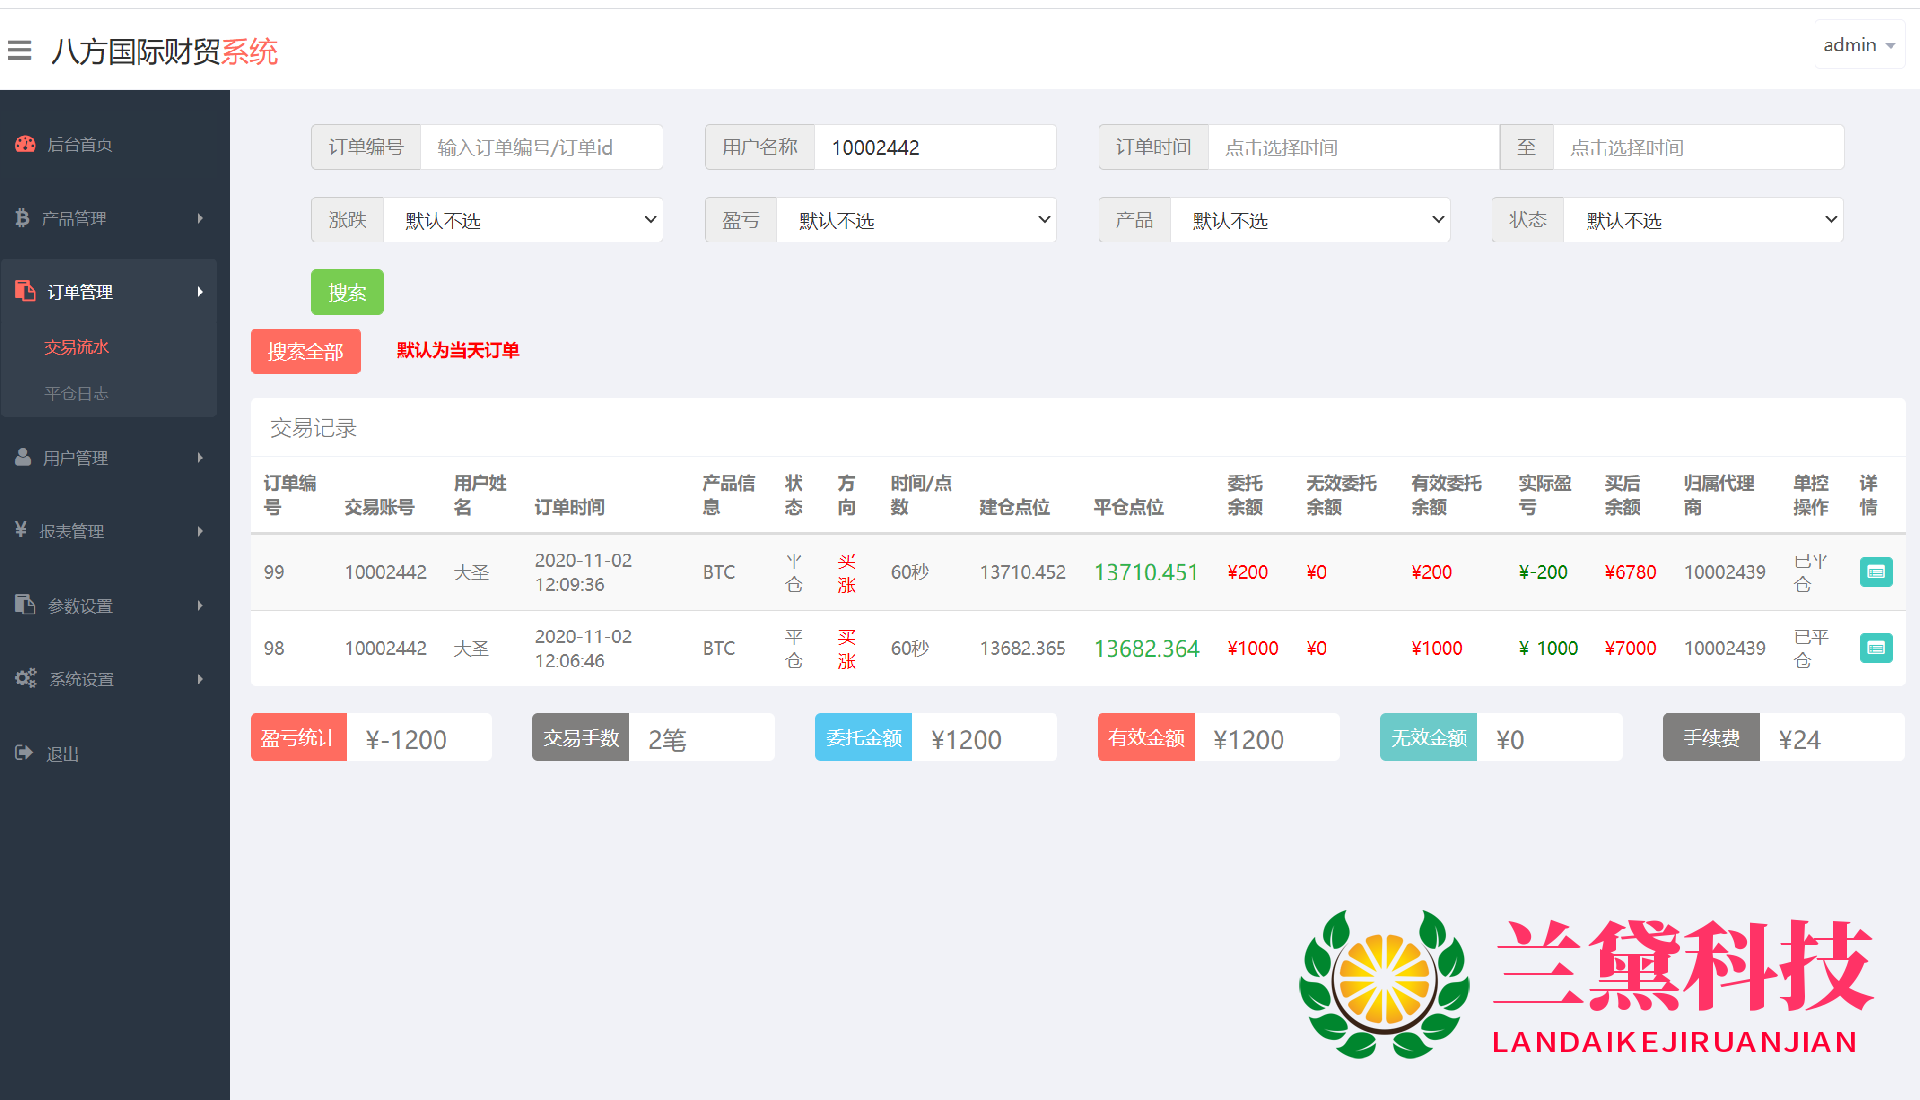 八方国际财贸系统
admin
后台首页
产品管理
订单管理
交易流水
平仓日志
用户管理
¥ 报表管理
参数设置
系统设置
退出
订单编号 输入订单编号/订单id 用户名称 10002442 订单时间 点击选择时间 至 点击选择时间
涨跌 默认不选 盈亏 默认不选 产品 默认不选 状态 默认不选
搜索
搜索全部 默认为当天订单
交易记录
订单编号 交易账号 用户姓名 订单时间 产品信息 状态 方向 时间/点数 建仓点位 平仓点位 委托余额 无效委托余额 有效委托余额 实际盈亏 买后余额 归属代理商 单控操作 详情
99 10002442 大圣 2020-11-02 12:09:36 BTC 平仓 买涨 60秒 13710.452 13710.451 ¥200 ¥0 ¥200 ¥-200 ¥6780 10002439 已平仓
98 10002442 大圣 2020-11-02 12:06:46 BTC 平仓 买涨 60秒 13682.365 13682.364 ¥1000 ¥0 ¥1000 ¥-1000 ¥7000 10002439 已平仓
盈亏统计 ¥-1200 交易手数 2笔 委托金额 ¥1200 有效金额 ¥1200 无效金额 ¥0 手续费 ¥24
兰黛科技
LANDAIKEJIRUANJIAN